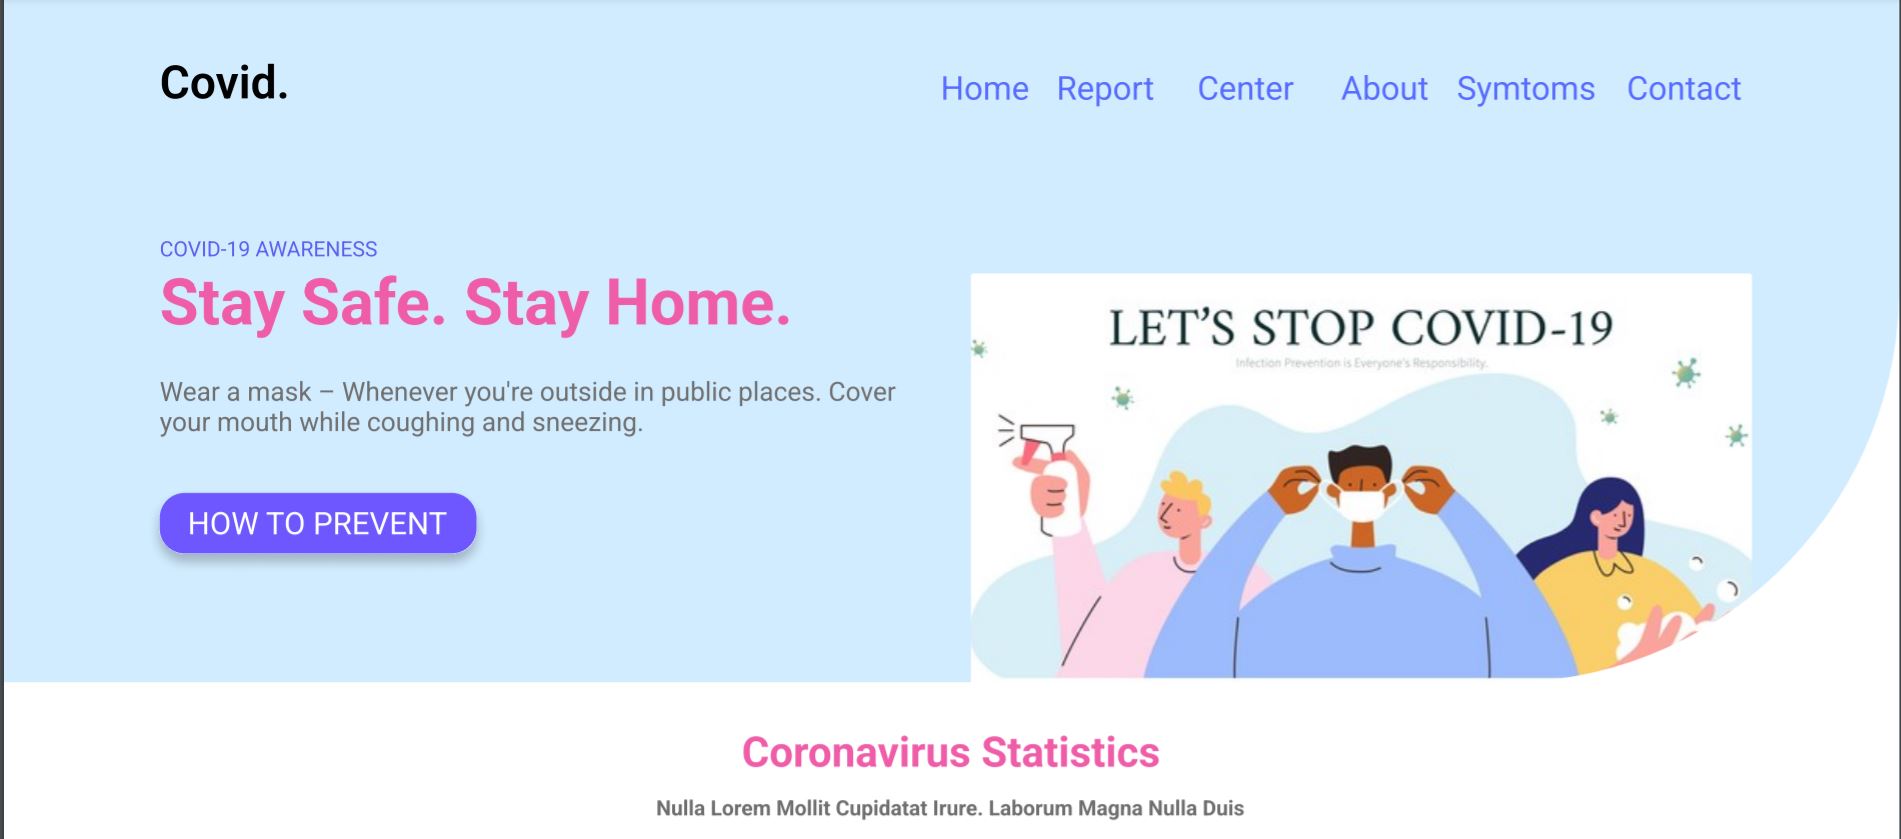 Covid.
Home Report Center About Symtoms Contact
COVID-19 AWARENESS
Stay Safe. Stay Home.
Wear a mask – Whenever you're outside in public places. Cover
your mouth while coughing and sneezing.
HOW TO PREVENT
LET'S STOP COVID-19
Infection Prevention is Everyone's Responsibility.
Coronavirus Statistics
Nulla Lorem Mollit Cupidatat Irure. Laborum Magna Nulla Duis